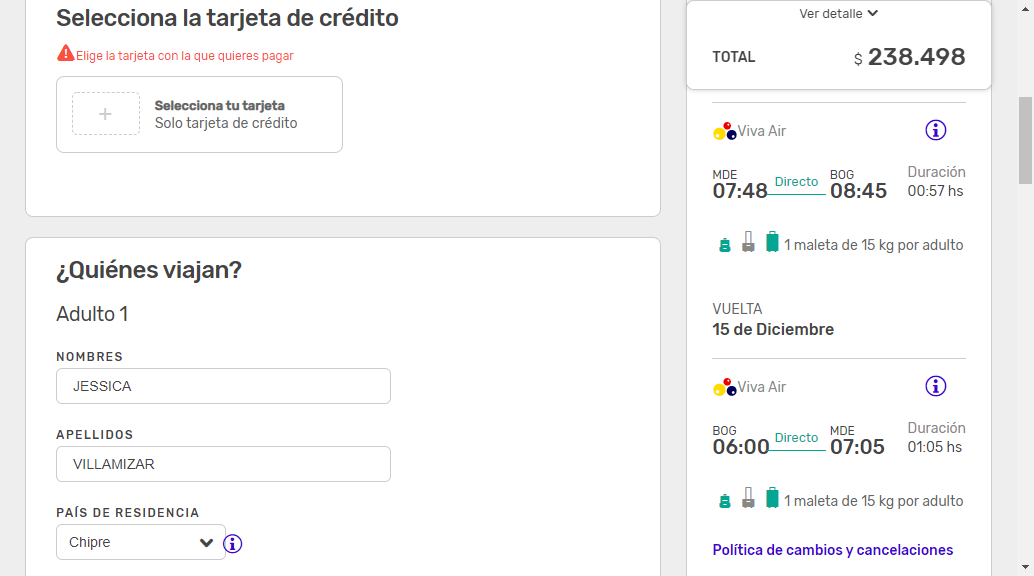 Selecciona la tarjeta de crédito
Elige la tarjeta con la que quieres pagar
Selecciona tu tarjeta
Solo tarjeta de crédito
¿Quiénes viajan?
Adulto 1
NOMBRES
JESSICA
APELLIDOS
VILLAMIZAR
PAÍS DE RESIDENCIA
Chipre
Ver detalle
TOTAL $ 238.498
Viva Air
MDE BOG Duración
07:48 Directo 08:45 00:57 hs
1 maleta de 15 kg por adulto
VUELTA
15 de Diciembre
Viva Air
BOG MDE Duración
06:00 Directo 07:05 01:05 hs
1 maleta de 15 kg por adulto
Política de cambios y cancelaciones